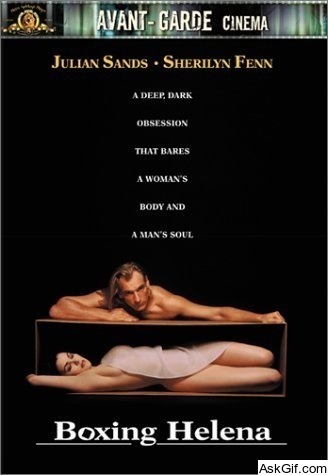 AVANT-GARDE CINEMA
JULIAN SANDS · SHERILYN FENN
A DEEP, DARK
OBSESSION
THAT BARES
A WOMAN'S
BODY AND
A MAN'S SOUL
Boxing Helena
AskGif.com